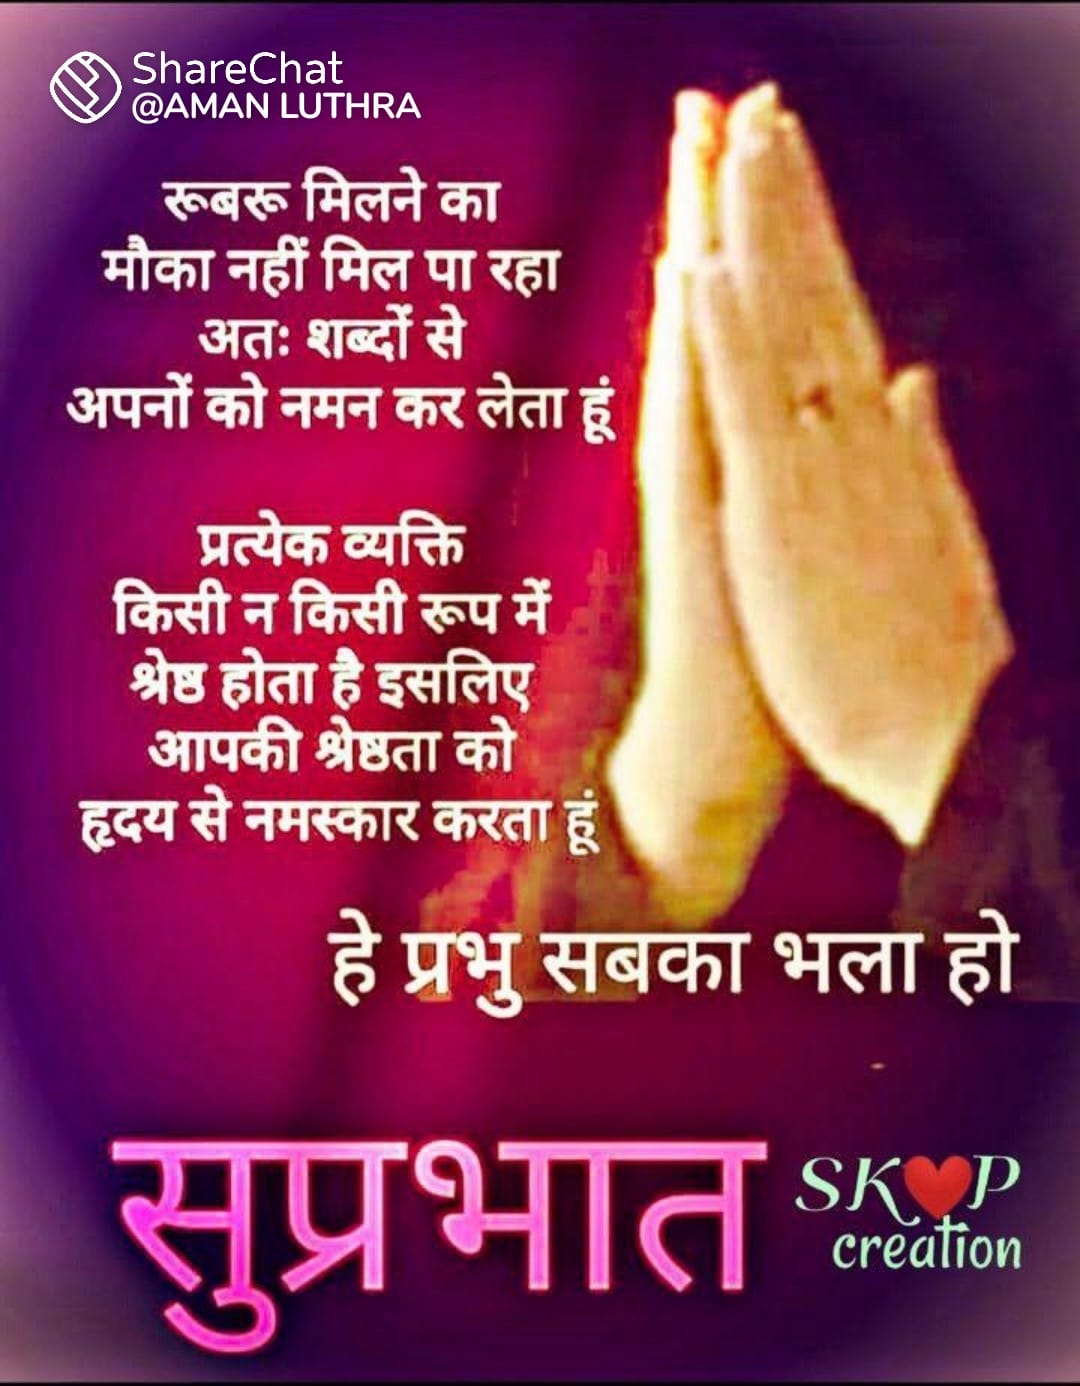 ShareChat
@AMAN LUTHRA
रूबरू मिलने का
मौका नहीं मिल पा रहा
अतः शब्दों से
अपनों को नमन कर लेता हूं
प्रत्येक व्यक्ति
किसी न किसी रूप में
श्रेष्ठ होता है इसलिए
आपकी श्रेष्ठता को
हृदय से नमस्कार करता हूं
हे प्रभु सबका भला हो
सुप्रभात
SK❤️P
creation